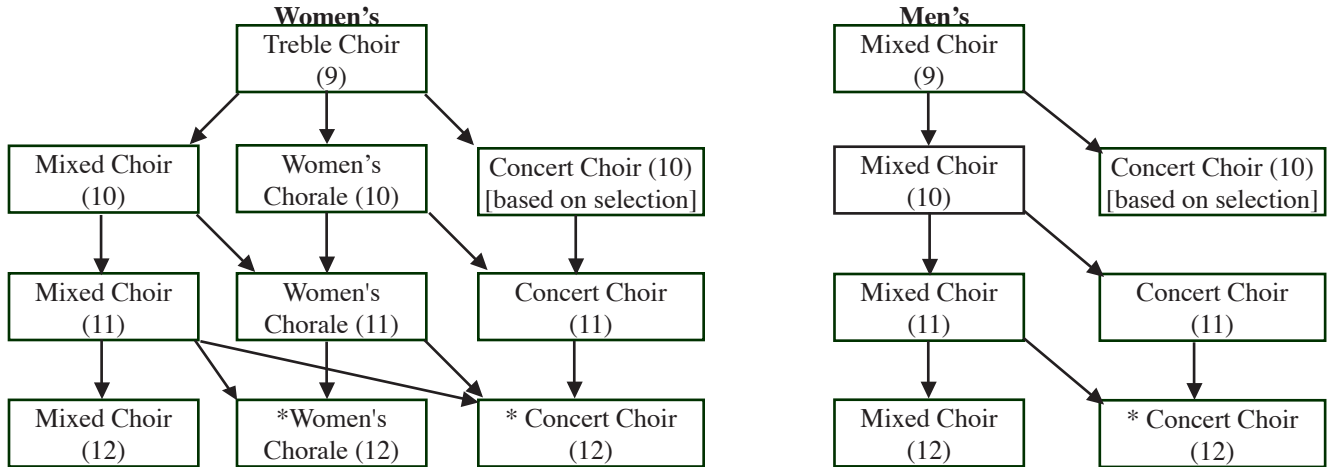 Women’s
Treble Choir
(9)
Mixed Choir
(10)
Women’s
Chorale (10)
Concert Choir (10)
[based on selection]
Mixed Choir
(11)
Women's
Chorale (11)
Concert Choir
(11)
Mixed Choir
(12)
*Women's
Chorale (12)
* Concert Choir
(12)
Men’s
Mixed Choir
(9)
Mixed Choir
(10)
Concert Choir (10)
[based on selection]
Mixed Choir
(11)
Concert Choir
(11)
Mixed Choir
(12)
* Concert Choir
(12)